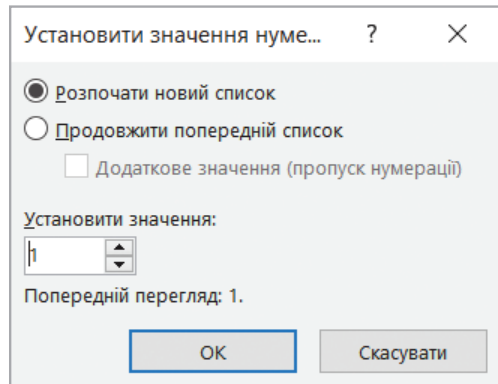 Установити значення нуме... ?
Розпочати новий список
Продовжити попередній список
Додаткове значення (пропуск нумерації)
Установити значення:
1
Попередній перегляд: 1.
ОК Скасувати